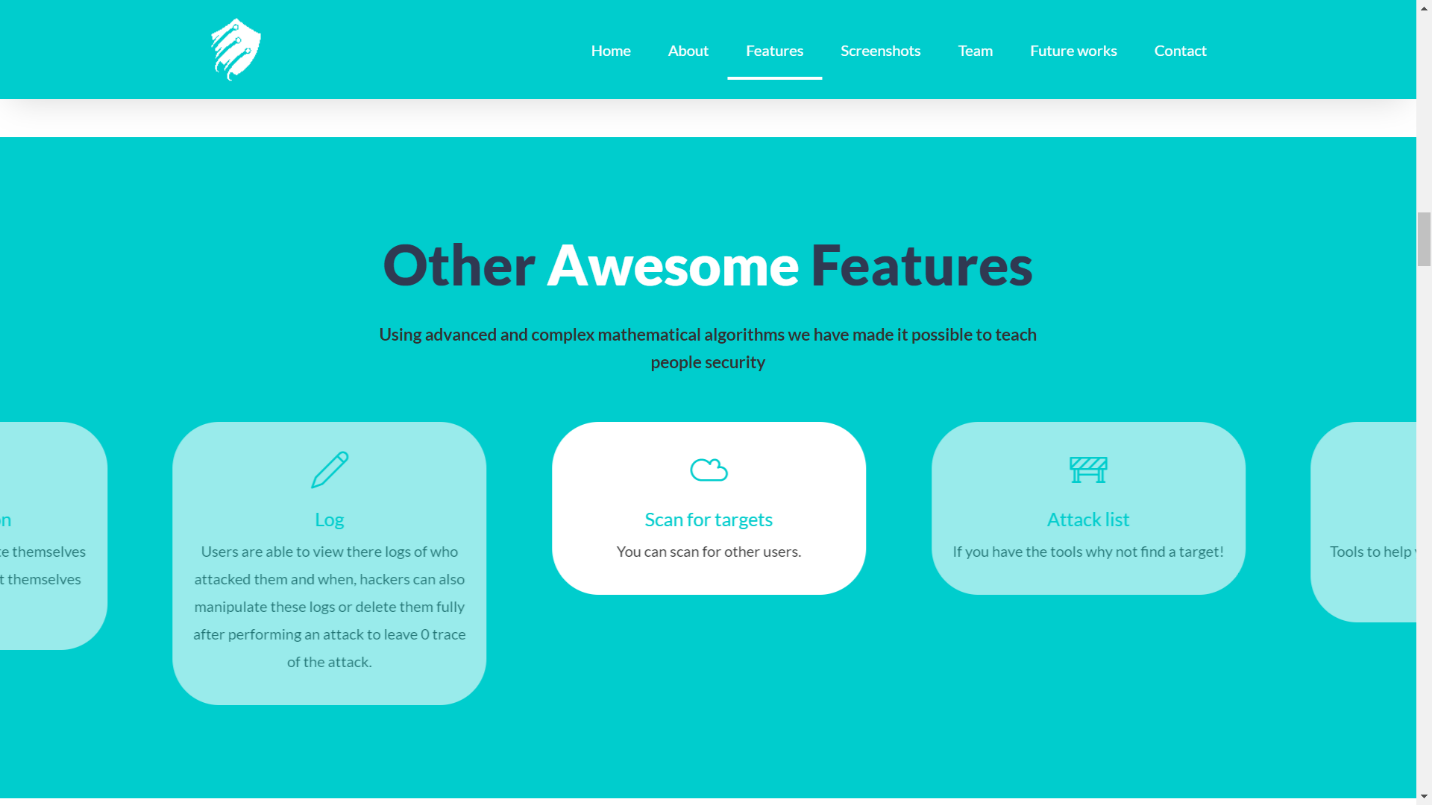 Home About Features Screenshots Team Future works Contact
Other Awesome Features
Using advanced and complex mathematical algorithms we have made it possible to teach
people security
themselves
themselves
Log
Users are able to view there logs of who
attacked them and when, hackers can also
manipulate these logs or delete them fully
after performing an attack to leave 0 trace
of the attack.
Scan for targets
You can scan for other users.
Attack list
If you have the tools why not find a target!
Tools to help